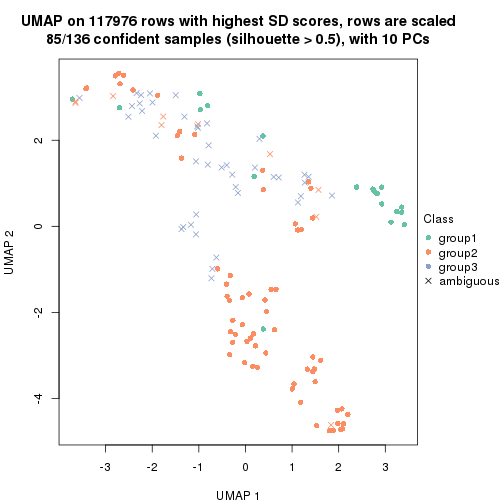 UMAP on 117976 rows with highest SD scores, rows are scaled
85/136 confident samples (silhouette > 0.5), with 10 PCs
2
0
-2
-4
UMAP 2
-3
-2
-1
0
1
2
3
UMAP 1
Class
group1
group2
group3
ambiguous